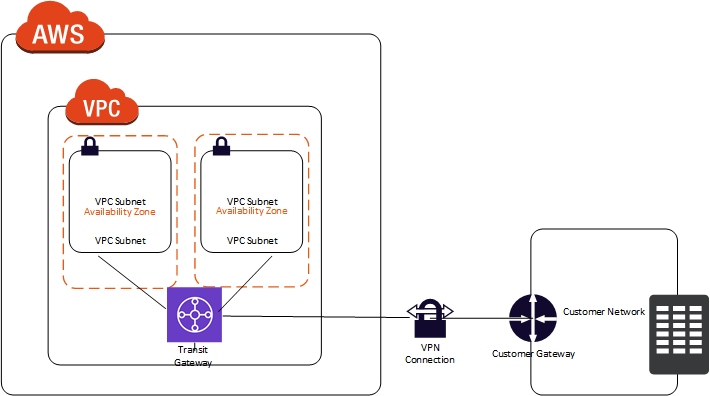 AWS
VPC
VPC Subnet
Availability Zone
VPC Subnet
VPC Subnet
Availability Zone
VPC Subnet
Transit
Gateway
VPN
Connection
Customer Gateway
Customer Network